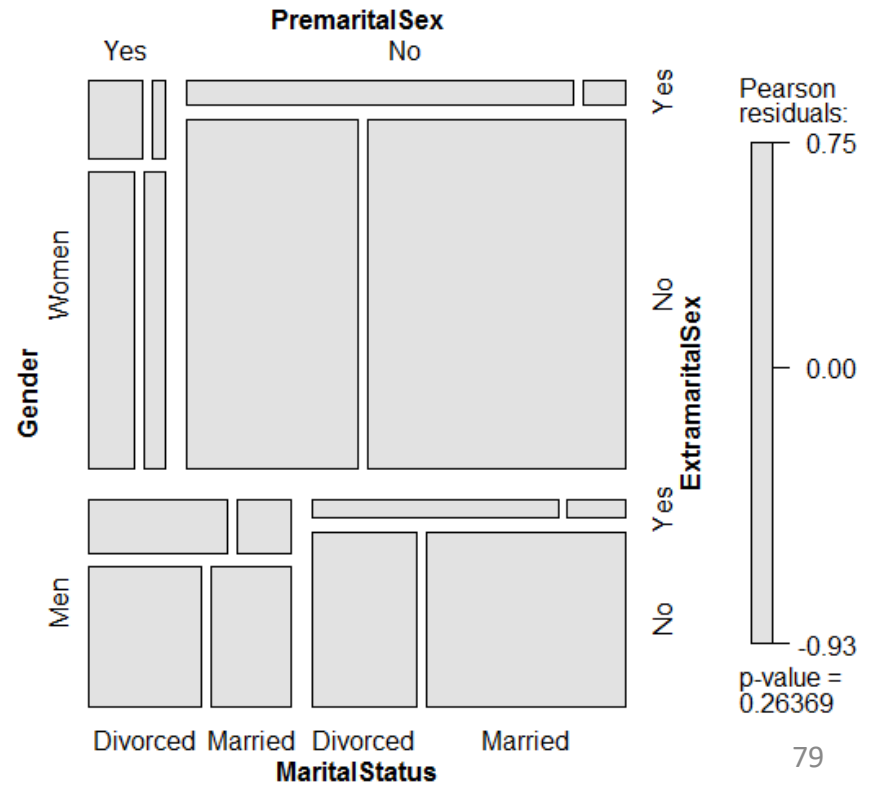 PremaritalSex
Yes
No
Gender
Women
Men
Yes
No
Yes
No
ExtramaritalSex
Divorced
Married
Divorced
Married
MaritalStatus
Pearson
residuals:
0.75
0.00
-0.93
p-value =
0.26369
79